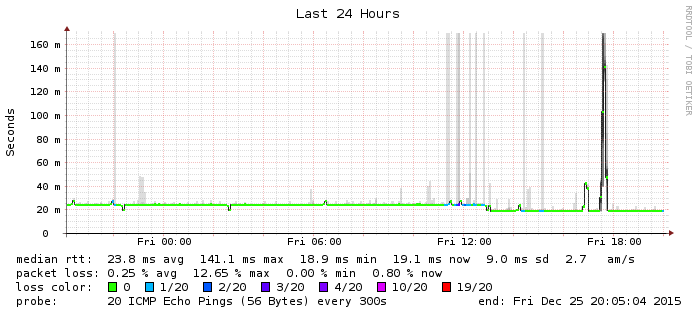 Last 24 Hours
RRDTOOL / TOBI OETIKER
Seconds
160 m
140 m
120 m
100 m
80 m
60 m
40 m
20 m
0
Fri 00:00 Fri 06:00 Fri 12:00 Fri 18:00
median rtt: 23.8 ms avg 141.1 ms max 18.9 ms min 19.1 ms now 9.0 ms sd 2.7 am/s
packet loss: 0.25 % avg 12.65 % max 0.00 % min 0.80 % now
loss color: 0 1/20 2/20 3/20 4/20 10/20 19/20
probe: 20 ICMP Echo Pings (56 Bytes) every 300s end: Fri Dec 25 20:05:04 2015